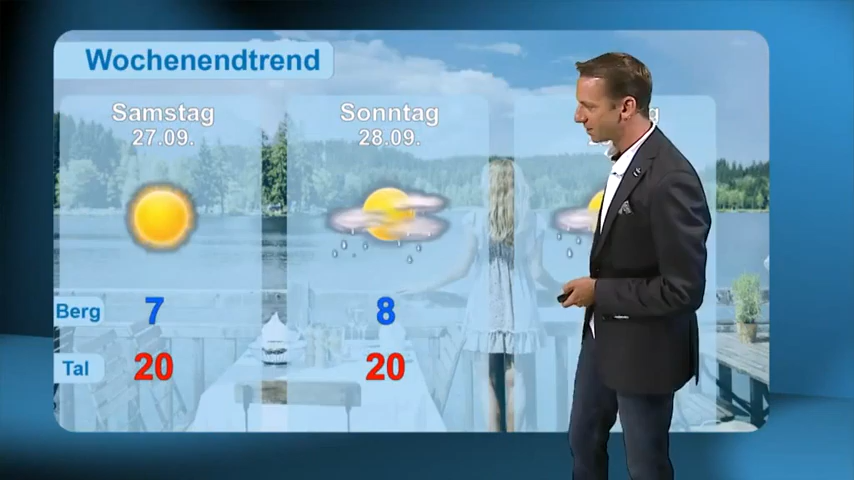 Wochenendtrend
Samstag
27.09.
Sonntag
28.09.
Berg 7 8
Tal 20 20